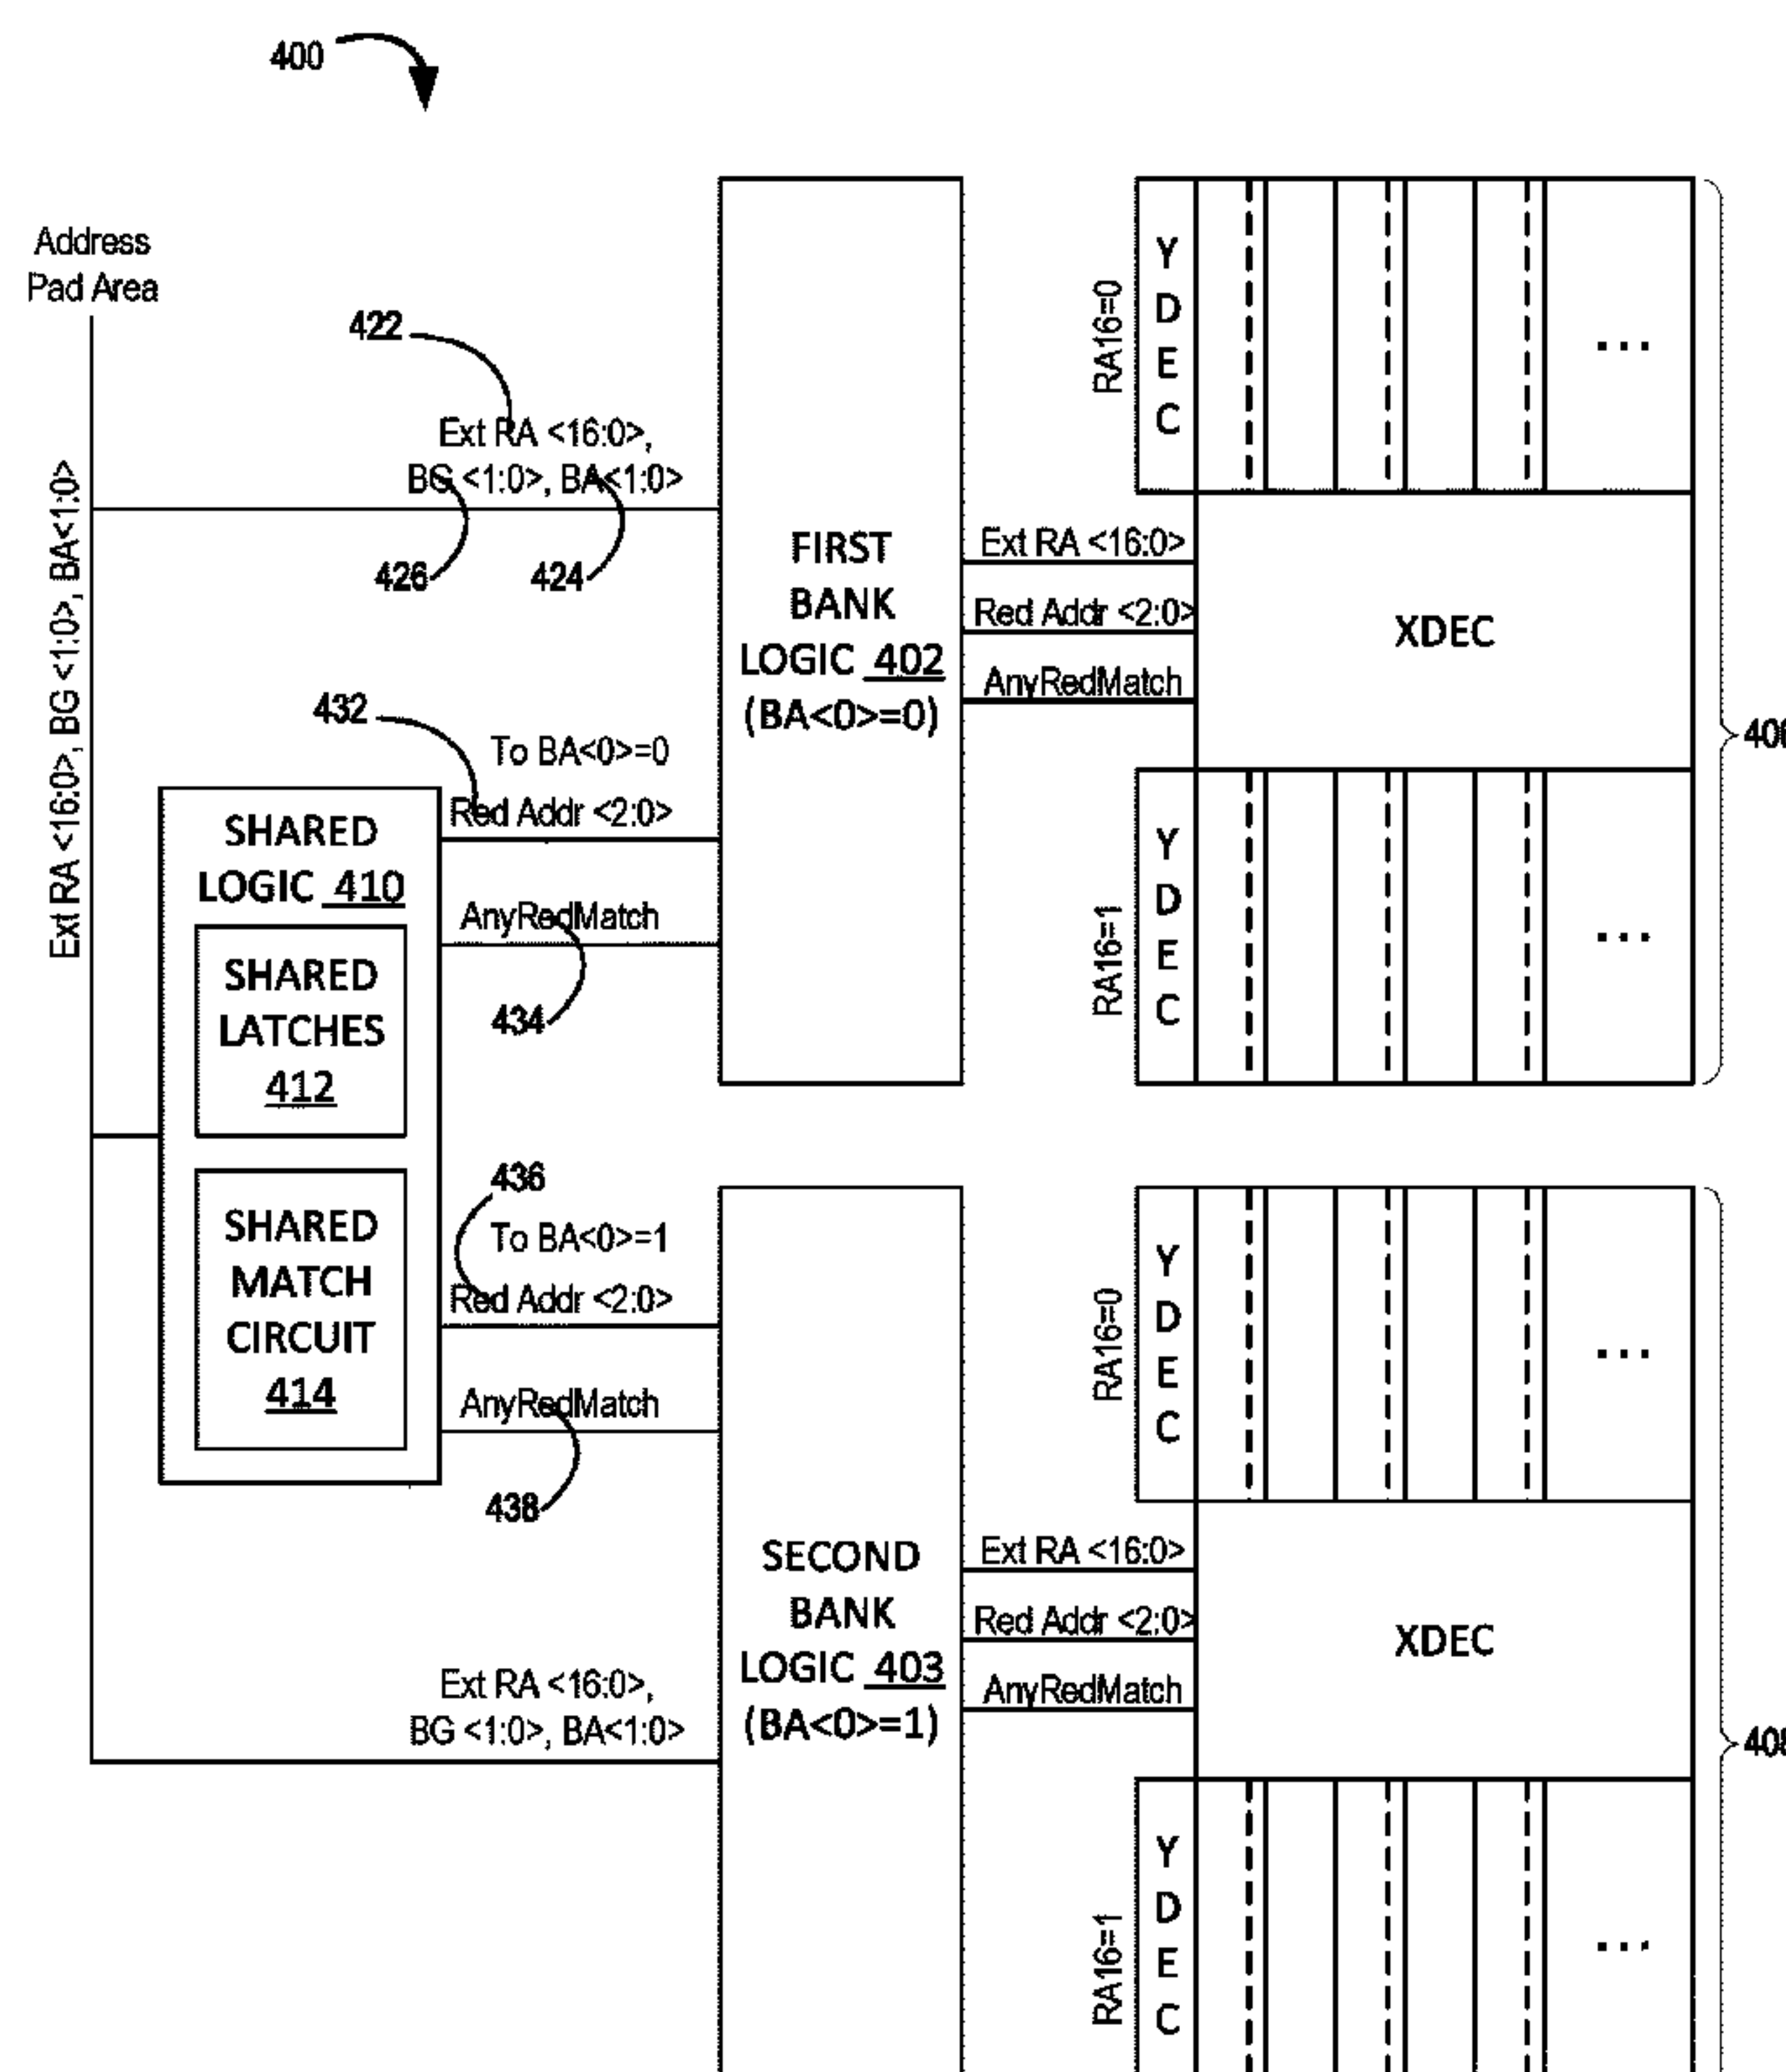 400
Address
Pad Area
Ext RA <16:0>, BG <1:0>, BA<1:0>
422
Ext RA <16:0>,
BG <1:0>, BA<1:0>
426
424
FIRST
BANK
LOGIC 402
(BA<0>=0)
RA16=0
Y
D
E
C
...
Ext RA <16:0>
Red Addr <2:0>
AnyRedMatch
XDEC
RA16=1
Y
D
E
C
...
432
To BA<0>=0
Red Addr <2:0>
AnyRedMatch
434
SHARED
LOGIC 410
SHARED
LATCHES
412
SHARED
MATCH
CIRCUIT
414
436
To BA<0>=1
Red Addr <2:0>
AnyRedMatch
438
Ext RA <16:0>,
BG <1:0>, BA<1:0>
SECOND
BANK
LOGIC 403
(BA<0>=1)
RA16=0
Y
D
E
C
...
Ext RA <16:0>
Red Addr <2:0>
AnyRedMatch
XDEC
408
RA16=1
Y
D
E
C
...